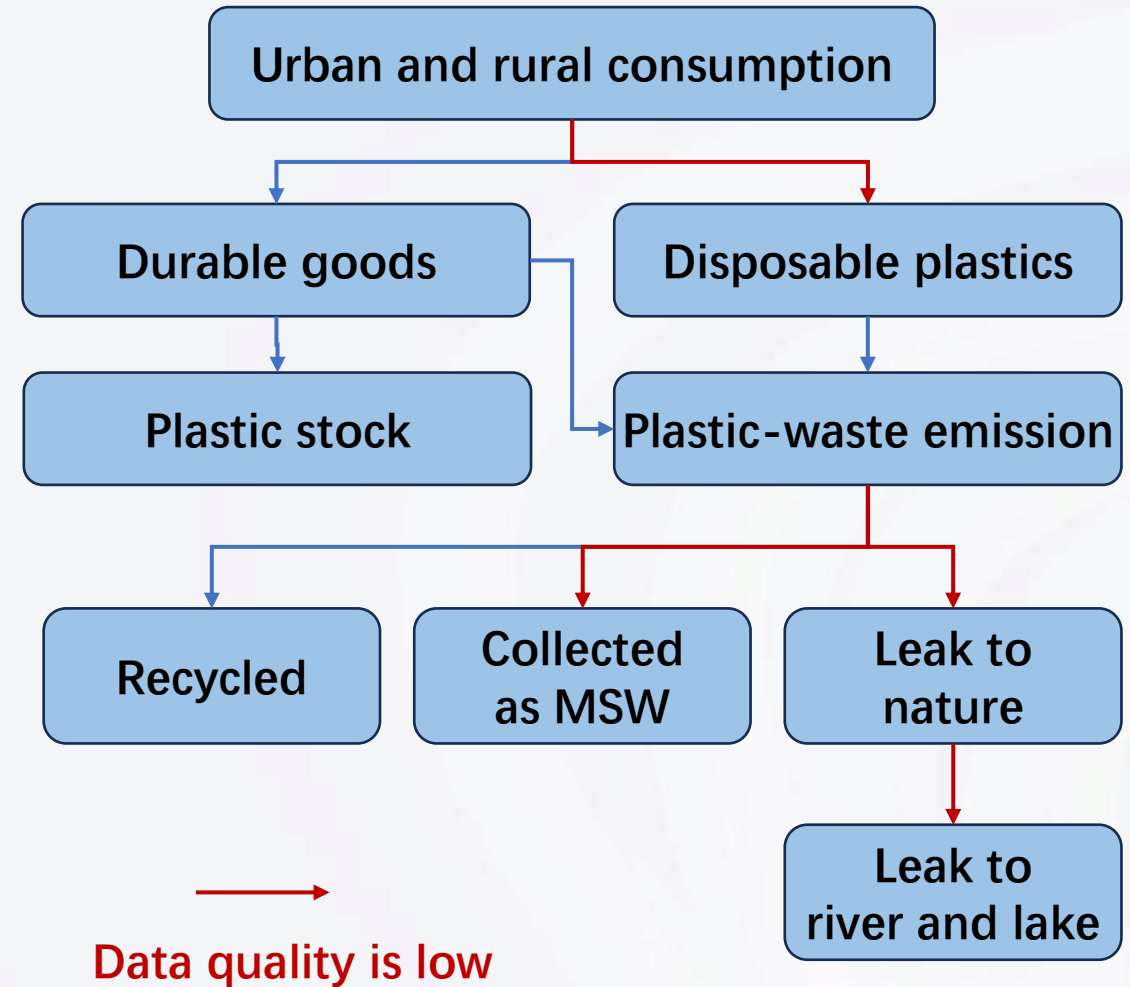 Urban and rural consumption
Durable goods
Disposable plastics
Plastic stock
Plastic-waste emission
Recycled
Collected
as MSW
Leak to
nature
Leak to
river and lake
Data quality is low